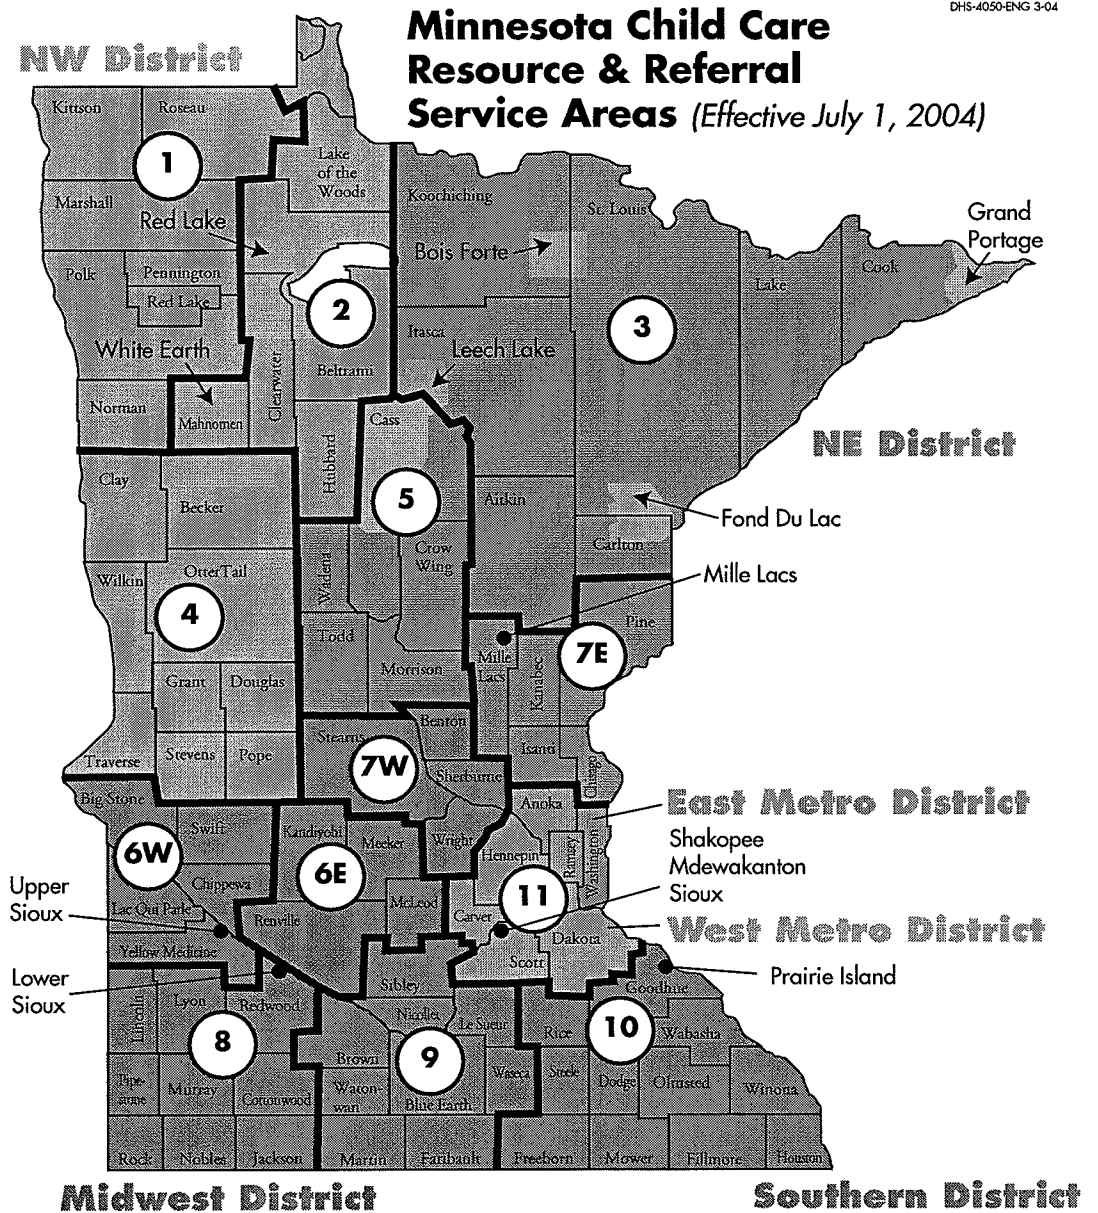 DHS-4050-ENG 3-04
Minnesota Child Care
Resource & Referral
Service Areas (Effective July 1, 2004)
NW District
Kittson
Roseau
1
Lake
of the
Woods
Marshall
Red Lake
Koochiching
St. Louis
Grand
Portage
Bois Forte
Polk
Pennington
Red Lake
Lake
Cook
2
3
Itasca
White Earth
Leech Lake
Beltrami
Clearwater
Norman
Mahnomen
Cass
NE District
Hubbard
Clay
Becker
5
Aitkin
Fond Du Lac
Crow
Wing
Carlton
Wadena
Wilkin
OtterTail
Mille Lacs
4
Todd
Pine
Mille
Lacs
7E
Kanabec
Morrison
Grant
Douglas
Benton
Stearns
Isanti
Stevens
Pope
7W
Traverse
Sherburne
Chisago
Big Stone
Anoka
East Metro District
Swift
Kandiyohi
Meeker
Wright
Ramsey
Washington
Shakopee
Mdewakanton
Sioux
6W
Hennepin
6E
Chippewa
11
Upper
Sioux
Lac Qui Parle
Renville
McLeod
Carver
West Metro District
Dakota
Yellow Medicine
Scott
Prairie Island
Lower
Sioux
Sibley
Goodhue
Lincoln
Lyon
Redwood
Nicollet
Le Sueur
Rice
10
Wabasha
8
Brown
9
Waseca
Steele
Dodge
Olmsted
Winona
Pipe-
stone
Murray
Cottonwood
Waton-
wan
Blue Earth
Rock
Nobles
Jackson
Martin
Faribault
Freeborn
Mower
Fillmore
Houston
Midwest District
Southern District